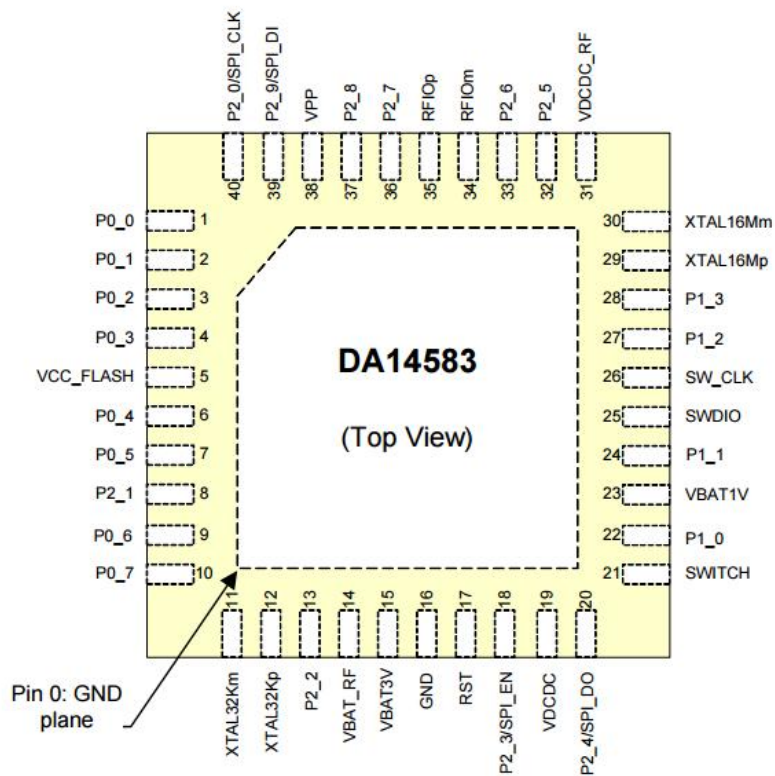 P2_0/SPI_CLK
P2_9/SPI_DI
VPP
P2_8
P2_7
RFIOp
RFIOm
P2_6
P2_5
VDCDC_RF
40
39
38
37
36
35
34
33
32
31
P0_0 1
P0_1 2
P0_2 3
P0_3 4
VCC_FLASH 5
P0_4 6
P0_5 7
P2_1 8
P0_6 9
P0_7 10
DA14583
(Top View)
30 XTAL16Mm
29 XTAL16Mp
28 P1_3
27 P1_2
26 SW_CLK
25 SWDIO
24 P1_1
23 VBAT1V
22 P1_0
21 SWITCH
11
12
13
14
15
16
17
18
19
20
XTAL32Km
XTAL32Kp
P2_2
VBAT_RF
VBAT3V
GND
RST
P2_3/SPI_EN
VDCDC
P2_4/SPI_DO
Pin 0: GND
plane